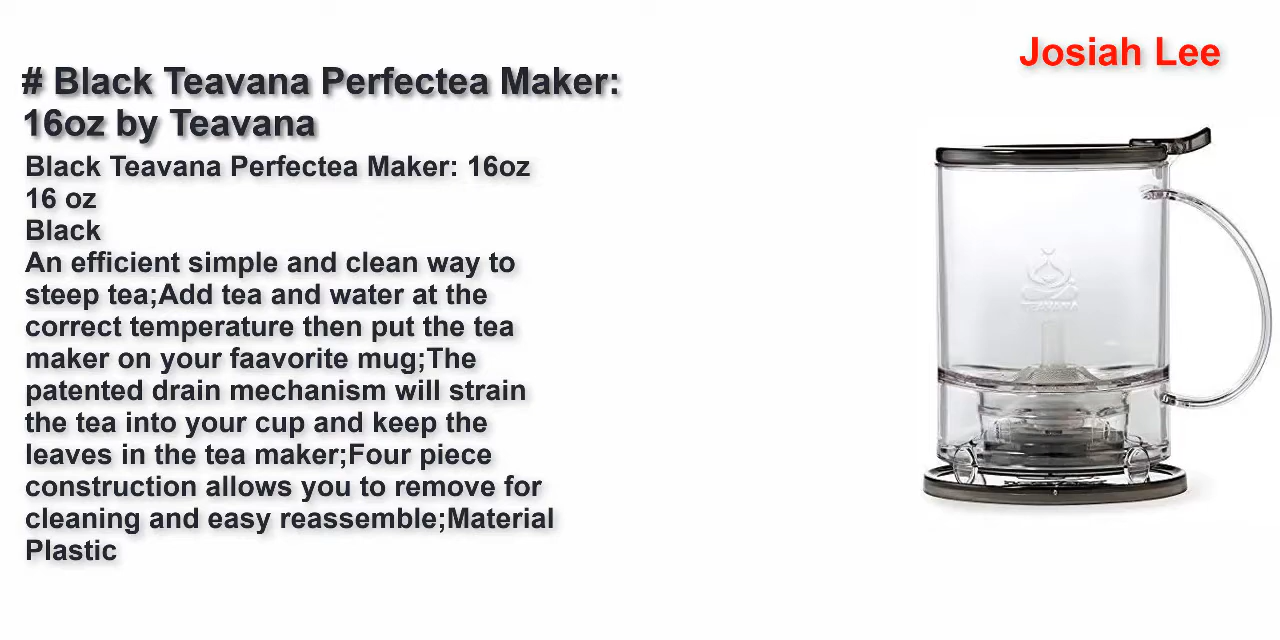 Josiah Lee
# Black Teavana Perfectea Maker:
16oz by Teavana
Black Teavana Perfectea Maker: 16oz
16 oz
Black
An efficient simple and clean way to
steep tea;Add tea and water at the
correct temperature then put the tea
maker on your faavorite mug;The
patented drain mechanism will strain
the tea into your cup and keep the
leaves in the tea maker;Four piece
construction allows you to remove for
cleaning and easy reassemble;Material
Plastic
TEAVANA